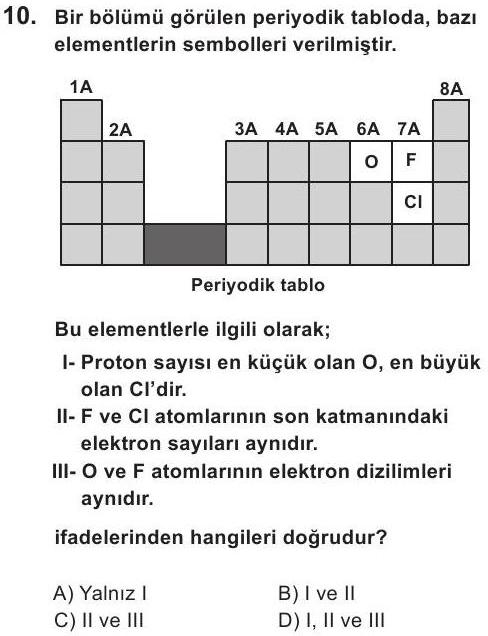 10. Bir bölümü görülen periyodik tabloda, bazı
elementlerin sembolleri verilmiştir.
1A
8A
2A
3A 4A 5A 6A 7A
O F
Cl
Periyodik tablo
Bu elementlerle ilgili olarak;
I- Proton sayısı en küçük olan O, en büyük
olan Cl’dir.
II- F ve Cl atomlarının son katmanındaki
elektron sayıları aynıdır.
III- O ve F atomlarının elektron dizilimleri
aynıdır.
ifadelerinden hangileri doğrudur?
A) Yalnız I B) I ve II
C) II ve III D) I, II ve III